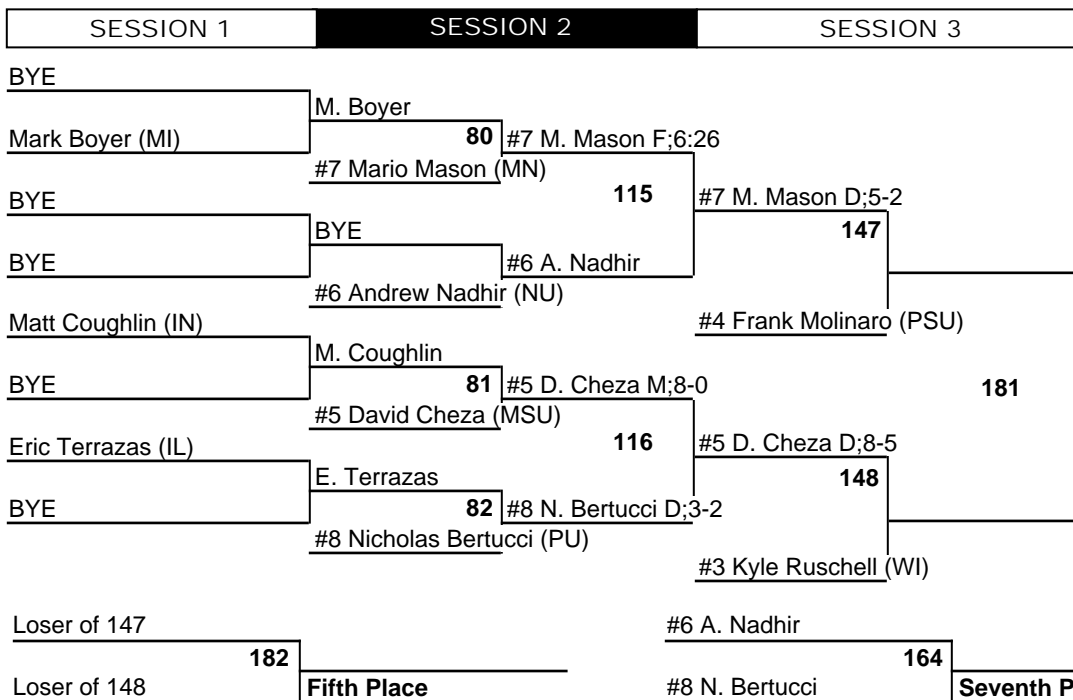 SESSION 1 SESSION 2 SESSION 3
BYE
M. Boyer
Mark Boyer (MI) 80 #7 M. Mason F;6:26
#7 Mario Mason (MN)
BYE 115 #7 M. Mason D;5-2
BYE 147
BYE #6 A. Nadhir
#6 Andrew Nadhir (NU)
Matt Coughlin (IN) #4 Frank Molinaro (PSU)
M. Coughlin
BYE 81 #5 D. Cheza M;8-0 181
#5 David Cheza (MSU)
Eric Terrazas (IL) 116 #5 D. Cheza D;8-5
E. Terrazas 148
BYE 82 #8 N. Bertucci D;3-2
#8 Nicholas Bertucci (PU)
#3 Kyle Ruschell (WI)
Loser of 147 #6 A. Nadhir
182 164
Loser of 148 Fifth Place #8 N. Bertucci Seventh P